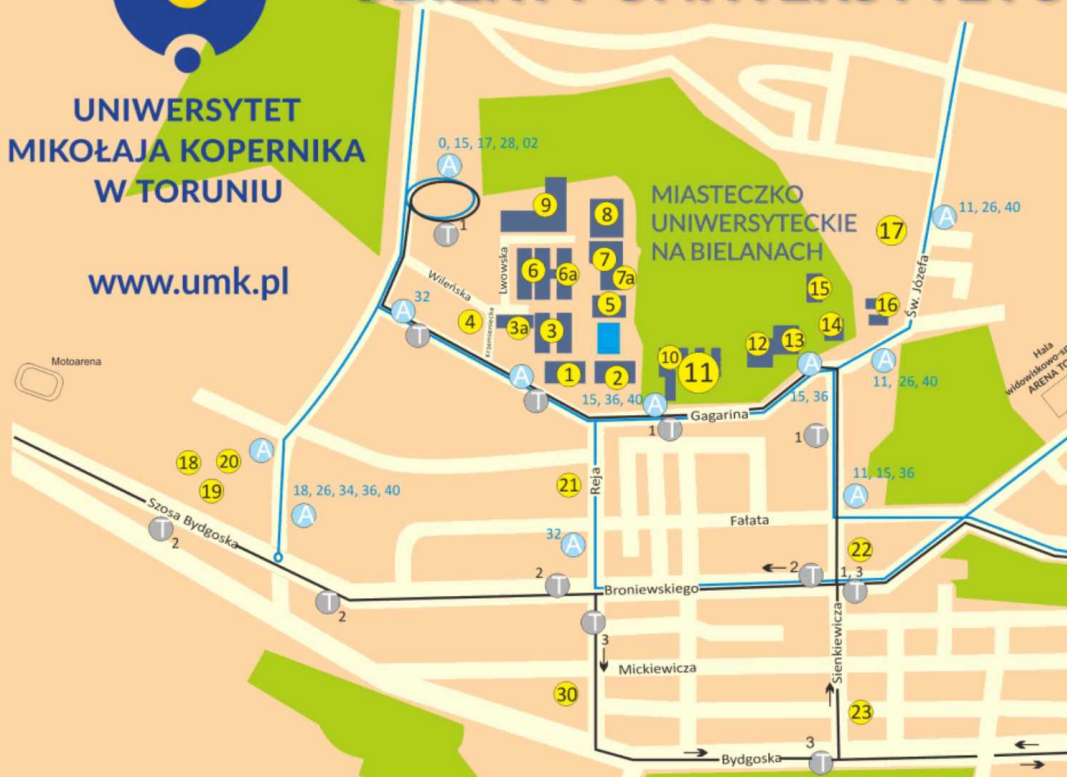 UNIWERSYTET
MIKOŁAJA KOPERNIKA
W TORUNIU
www.umk.pl
0, 15, 17, 28, 02
A
T 1
MIASTECZKO
UNIWERSYTECKIE
NA BIELANACH
9
8
7
7a
6
6a
5
Lwowska
Wileńska
Krzemieniecka
4
3a
3
1
2
10
11
12
13
14
15
16
17
A 11, 26, 40
Św. Józefa
32
A
T
A
T
15, 36, 40
A
1 T
Gagarina
A
15, 36
A
11, 26, 40
Hala
ARENA TO
Motoarena
1 T
11, 15, 36
A
18
20
19
A
18, 26, 34, 36, 40
A
Szosa Bydgoska
T 2
T 2
21
Reja
Fałata
32 A
2
T
22
2
T
1, 3
T
Broniewskiego
T
3
Mickiewicza
Sienkiewicza
30
23
3
T
Bydgoska